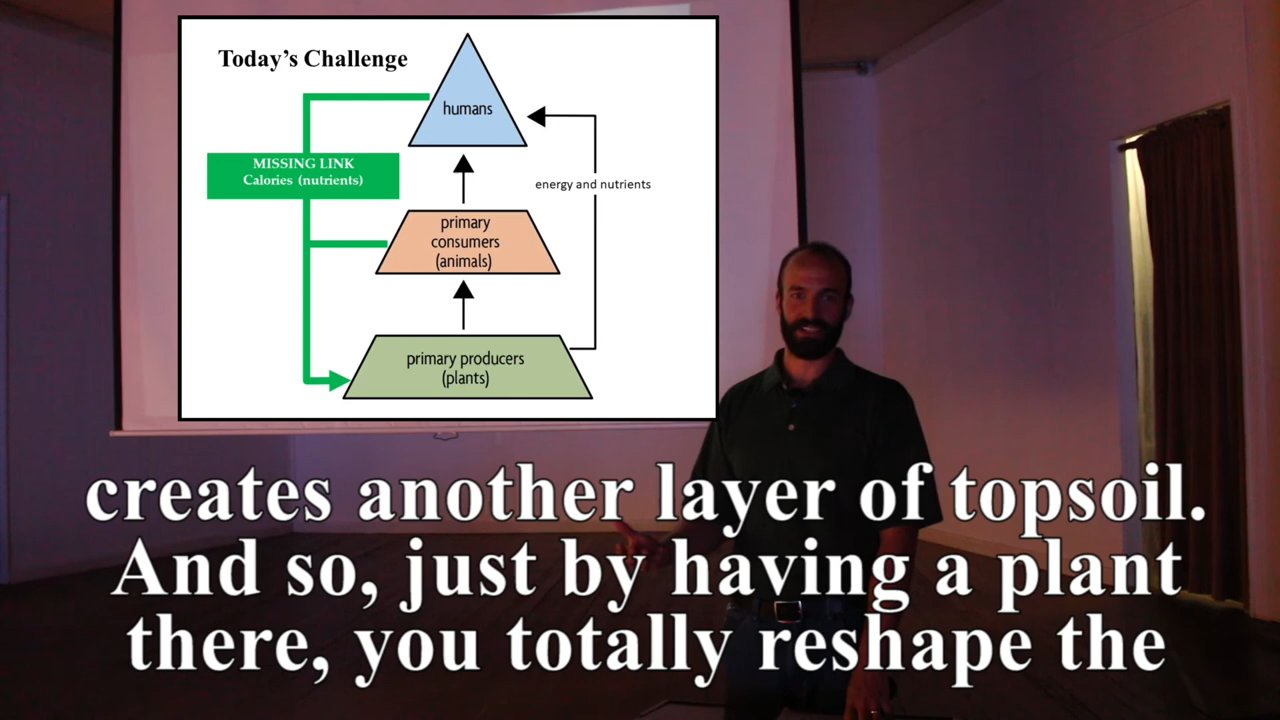 Today's Challenge
humans
MISSING LINK
Calories (nutrients)
energy and nutrients
primary
consumers
(animals)
primary producers
(plants)
creates another layer of topsoil.
And so, just by having a plant
there, you totally reshape the